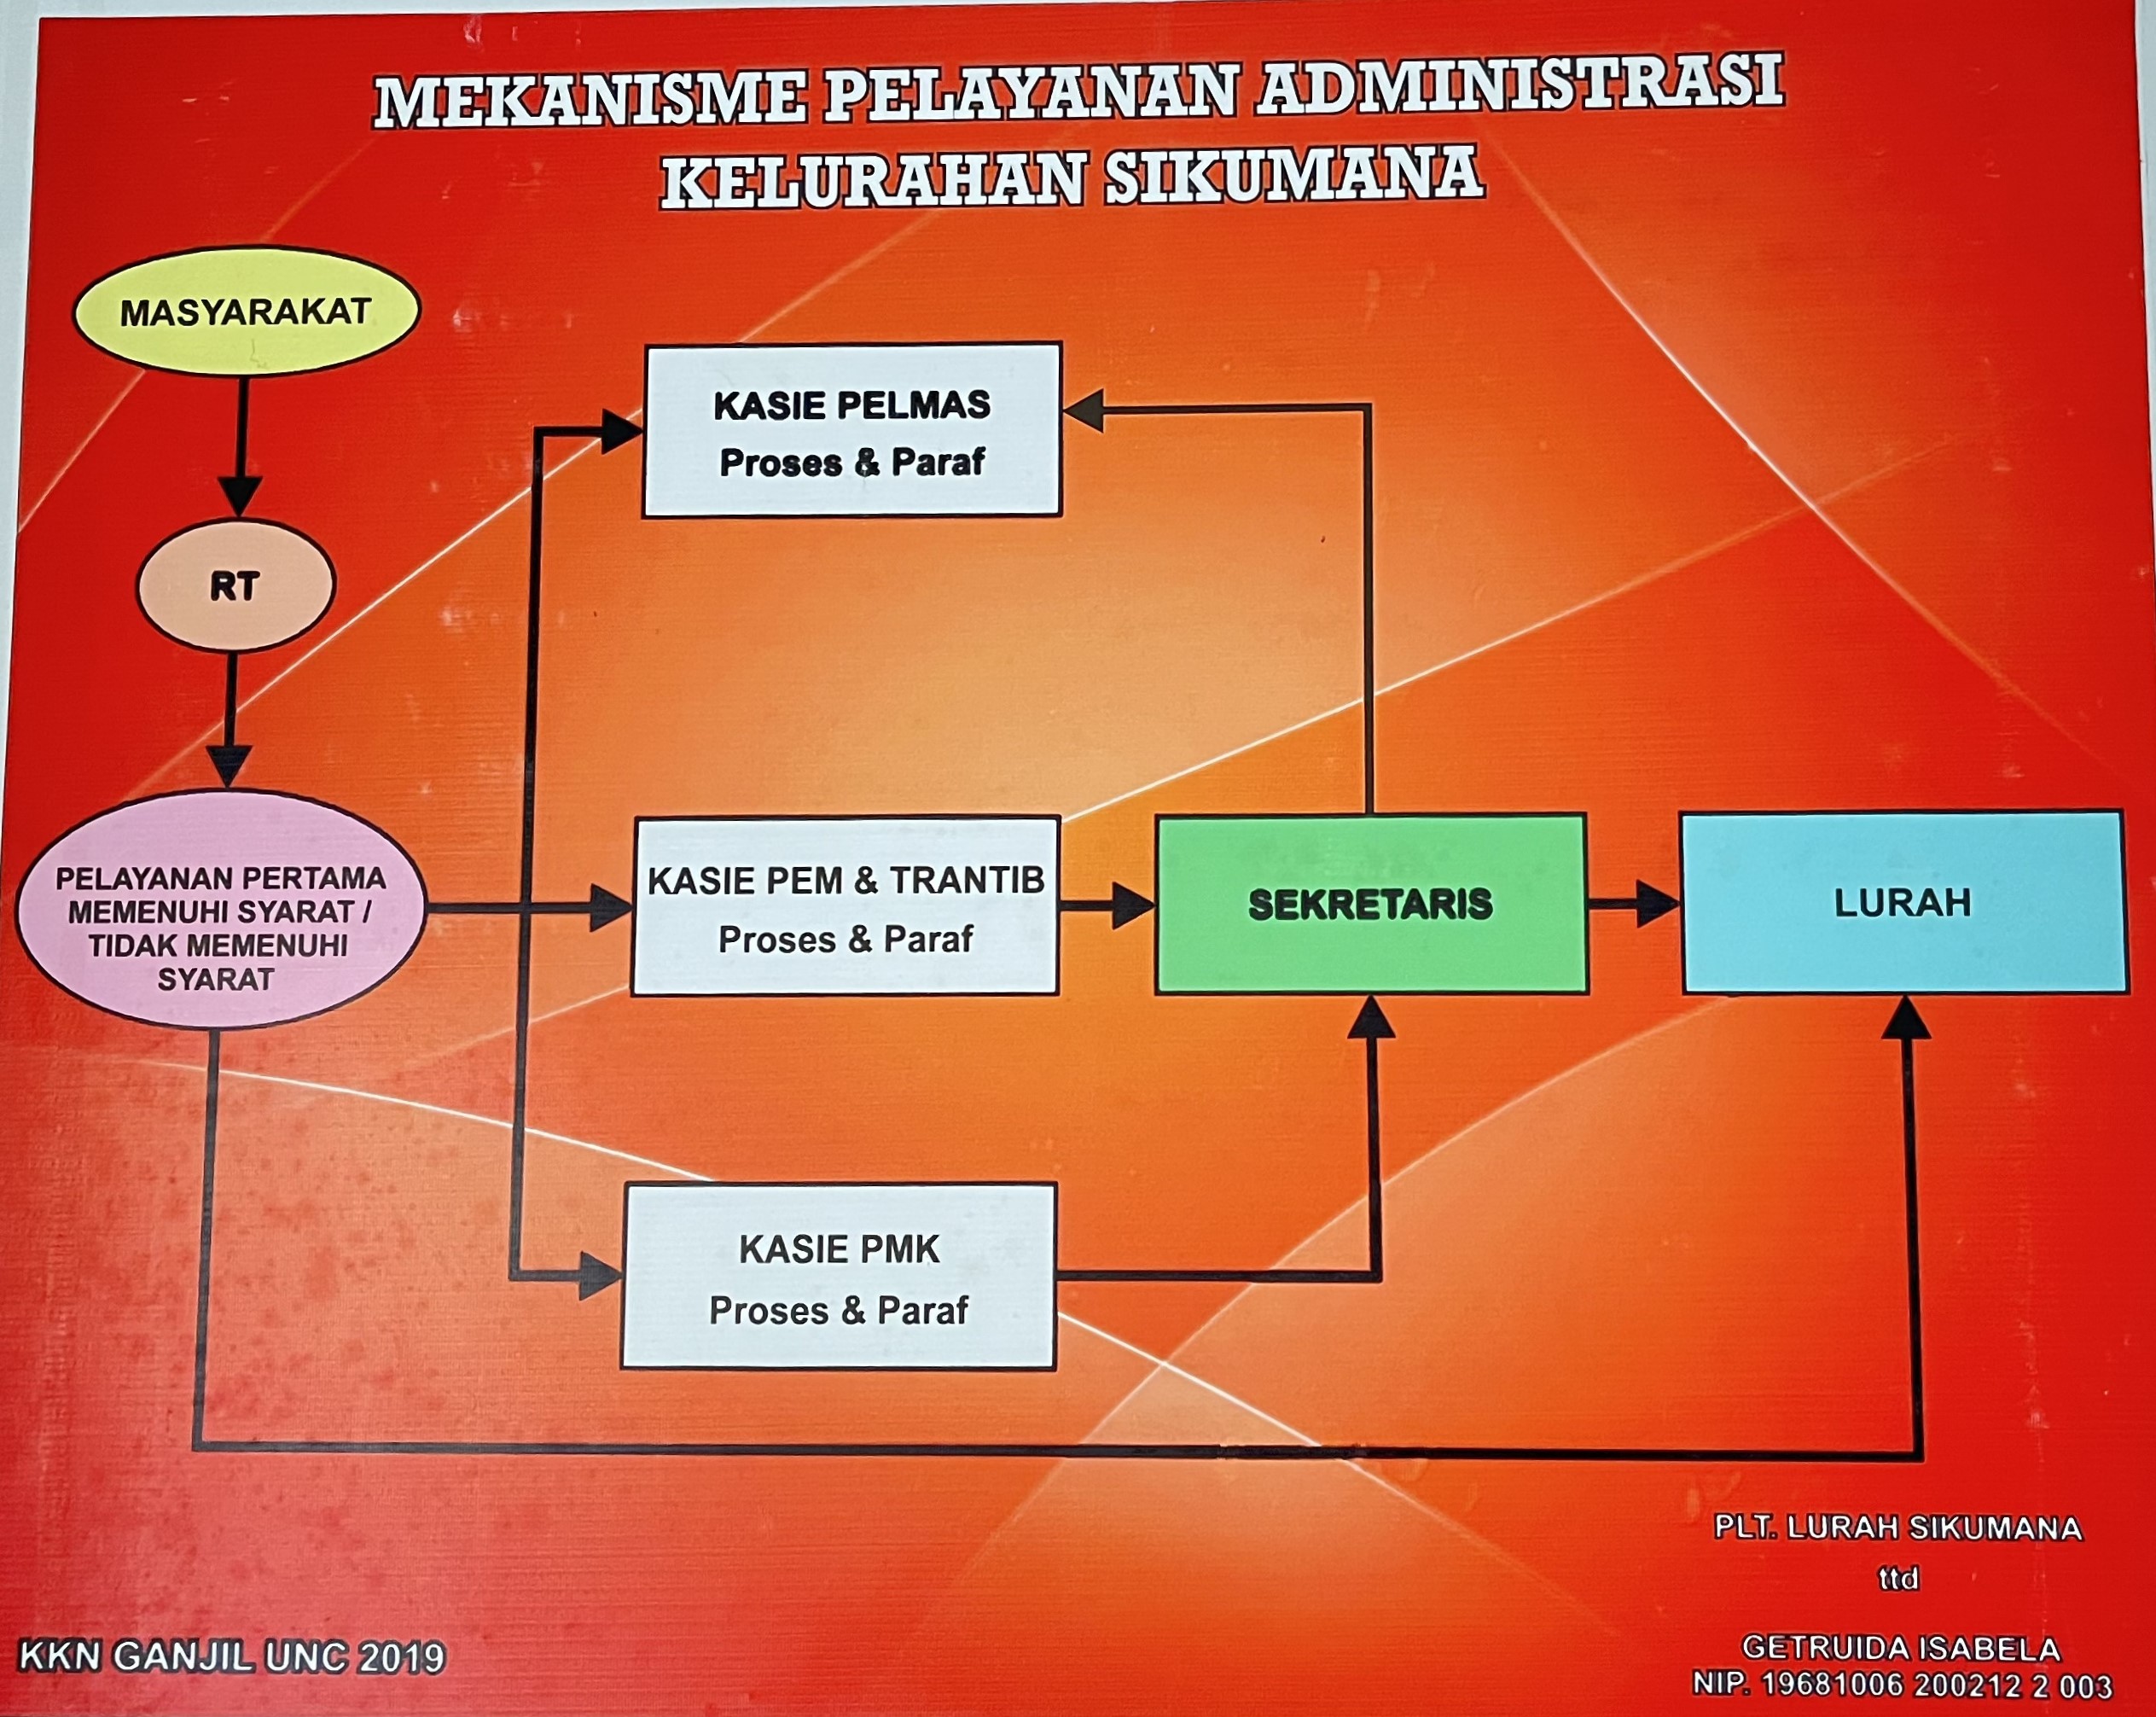 MEKANISME PELAYANAN ADMINISTRASI
KELURAHAN SIKUMANA
MASYARAKAT
RT
PELAYANAN PERTAMA
MEMENUHI SYARAT /
TIDAK MEMENUHI
SYARAT
KASIE PELMAS
Proses & Paraf
KASIE PEM & TRANTIB
Proses & Paraf
KASIE PMK
Proses & Paraf
SEKRETARIS
LURAH
PLT. LURAH SIKUMANA
ttd
GETRUIDA ISABELA
NIP. 19681006 200212 2 003
KKN GANJIL UNC 2019